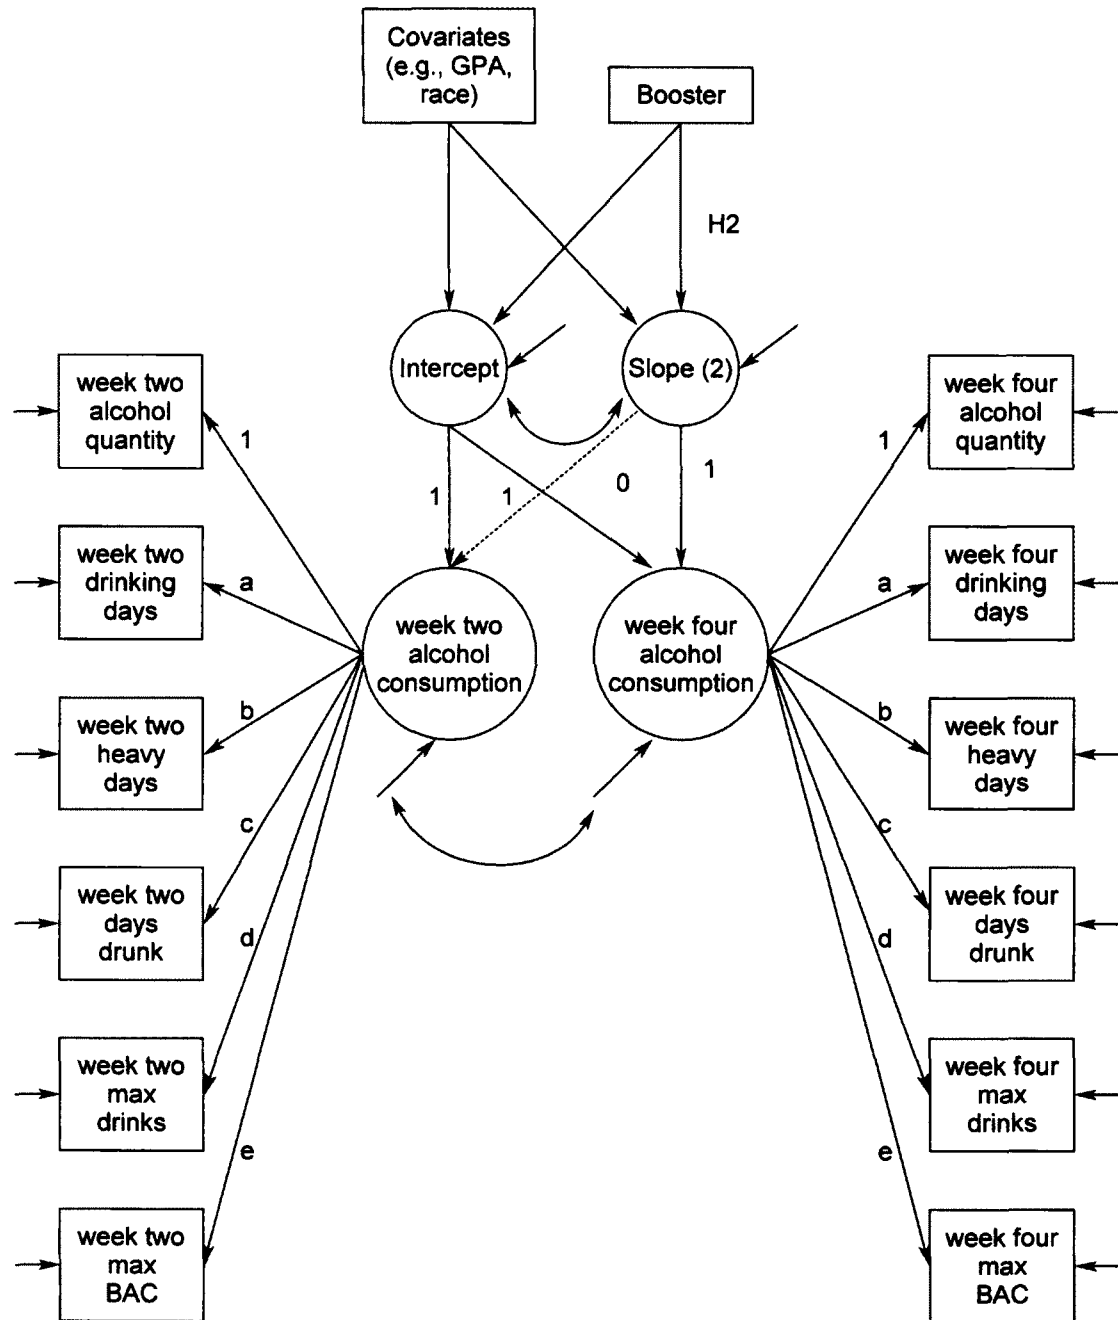 Covariates
(e.g., GPA,
race)
Booster
H2
Intercept
Slope (2)
week two
alcohol
quantity
week four
alcohol
quantity
1
1
1
1
0
1
week two
drinking
days
a
week two
alcohol
consumption
week four
alcohol
consumption
a
week four
drinking
days
week two
heavy
days
b
b
week four
heavy
days
week two
days
drunk
c
c
week four
days
drunk
d
d
week two
max
drinks
week four
max
drinks
e
e
week two
max
BAC
week four
max
BAC